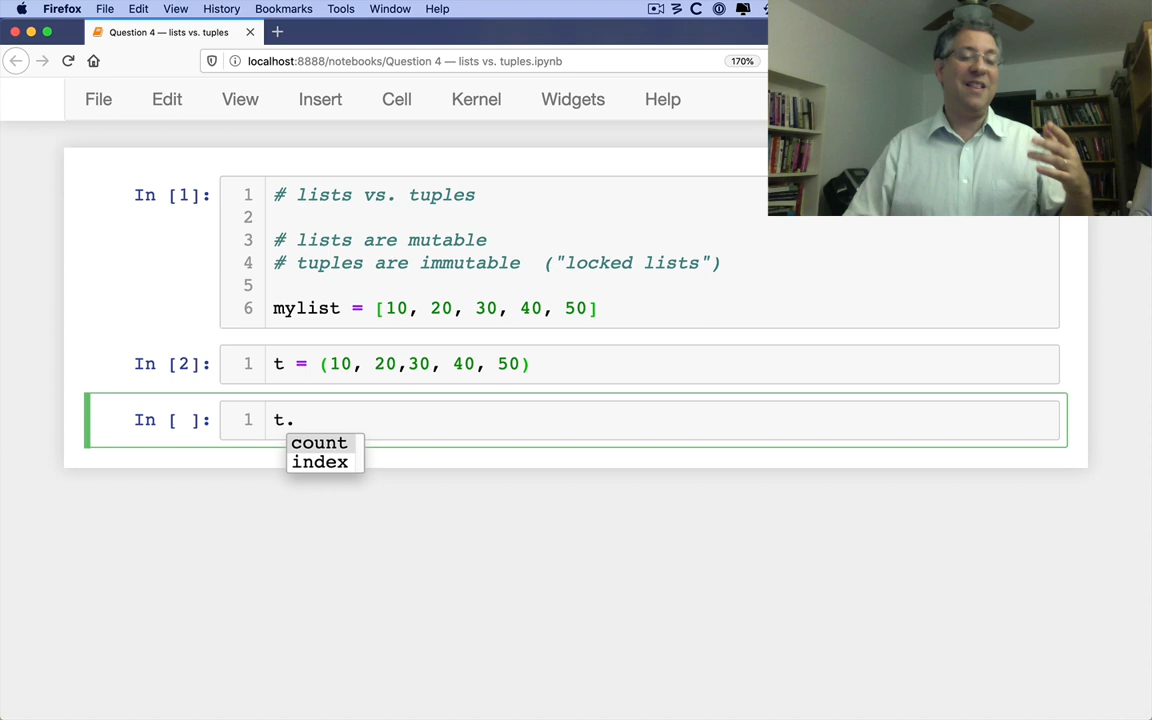 Firefox File Edit View History Bookmarks Tools Window Help
Question 4 — lists vs. tuples
localhost:8888/notebooks/Question 4 — lists vs. tuples.ipynb 170%
File Edit View Insert Cell Kernel Widgets Help
In [1]: 1 # lists vs. tuples
2
3 # lists are mutable
4 # tuples are immutable ("locked lists")
5
6 mylist = [10, 20, 30, 40, 50]
In [2]: 1 t = (10, 20,30, 40, 50)
In [ ]: 1 t.
count
index